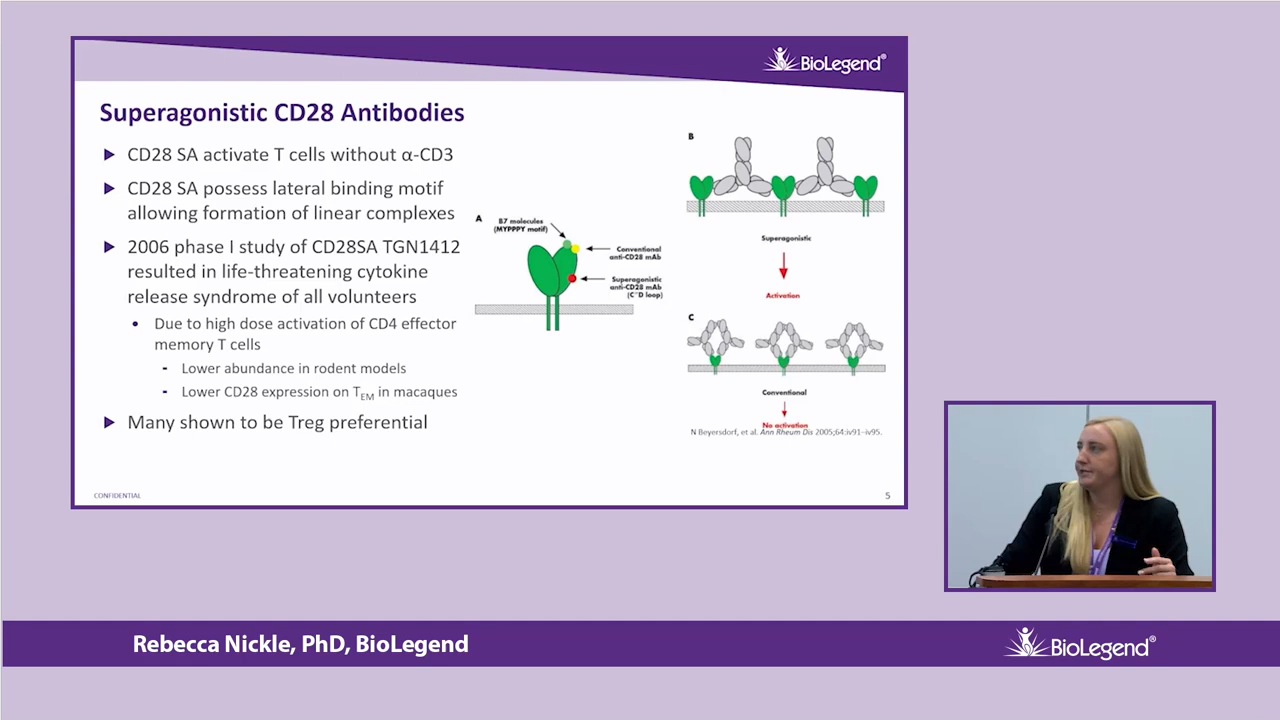 BioLegend®
Superagonistic CD28 Antibodies
CD28 SA activate T cells without α-CD3
CD28 SA possess lateral binding motif
allowing formation of linear complexes
2006 phase I study of CD28SA TGN1412
resulted in life-threatening cytokine
release syndrome of all volunteers
Due to high dose activation of CD4 effector
memory T cells
Lower abundance in rodent models
Lower CD28 expression on TEM in macaques
Many shown to be Treg preferential
A
B7 molecules
(MYPPPY motif)
Conventional
anti-CD28 mAb
Superagonistic
anti-CD28 mAb
(C"D loop)
B
Superagonistic
Activation
C
Conventional
No activation
N Beyersdorf, et al. Ann Rheum Dis 2005;64:iv91–iv95.
CONFIDENTIAL
5
Rebecca Nickle, PhD, BioLegend
BioLegend®